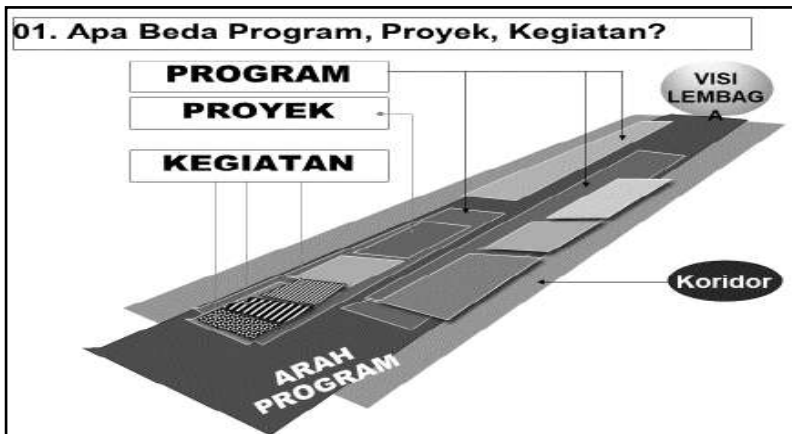 01. Apa Beda Program, Proyek, Kegiatan?
PROGRAM
PROYEK
KEGIATAN
VISI
LEMBAG
A
Koridor
ARAH
PROGRAM